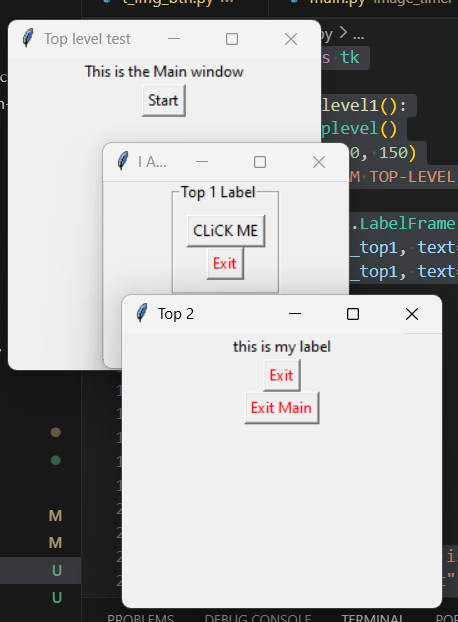 t_img_btn.py
main.py image_timer
Top level test
py > ...
This is the Main window
s tk
Start
level1():
plevel()
0, 150)
I A...
M TOP-LEVEL
Top 1 Label
CLiCK ME
.LabelFrame
_top1, text=
Exit
_top1, text=
Top 2
this is my label
Exit
Exit Main
M
M
U
U
PROBLEMS
DEBUG CONSOLE
TERMINAL
POR